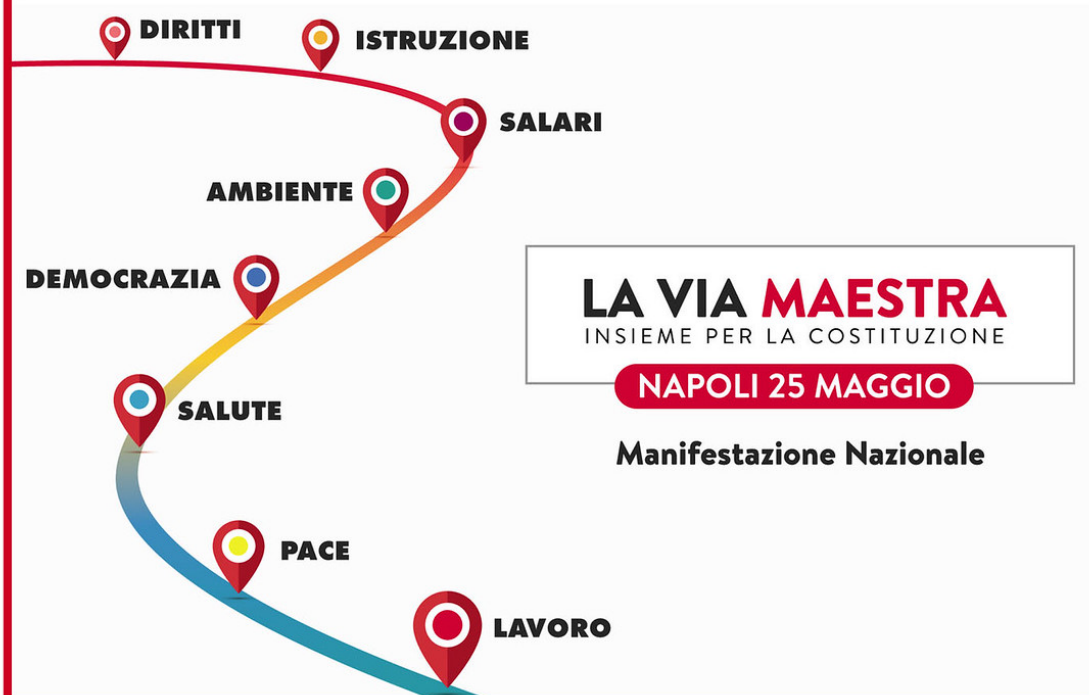 DIRITTI
ISTRUZIONE
SALARI
AMBIENTE
DEMOCRAZIA
SALUTE
PACE
LAVORO
LA VIA MAESTRA
INSIEME PER LA COSTITUZIONE
NAPOLI 25 MAGGIO
Manifestazione Nazionale